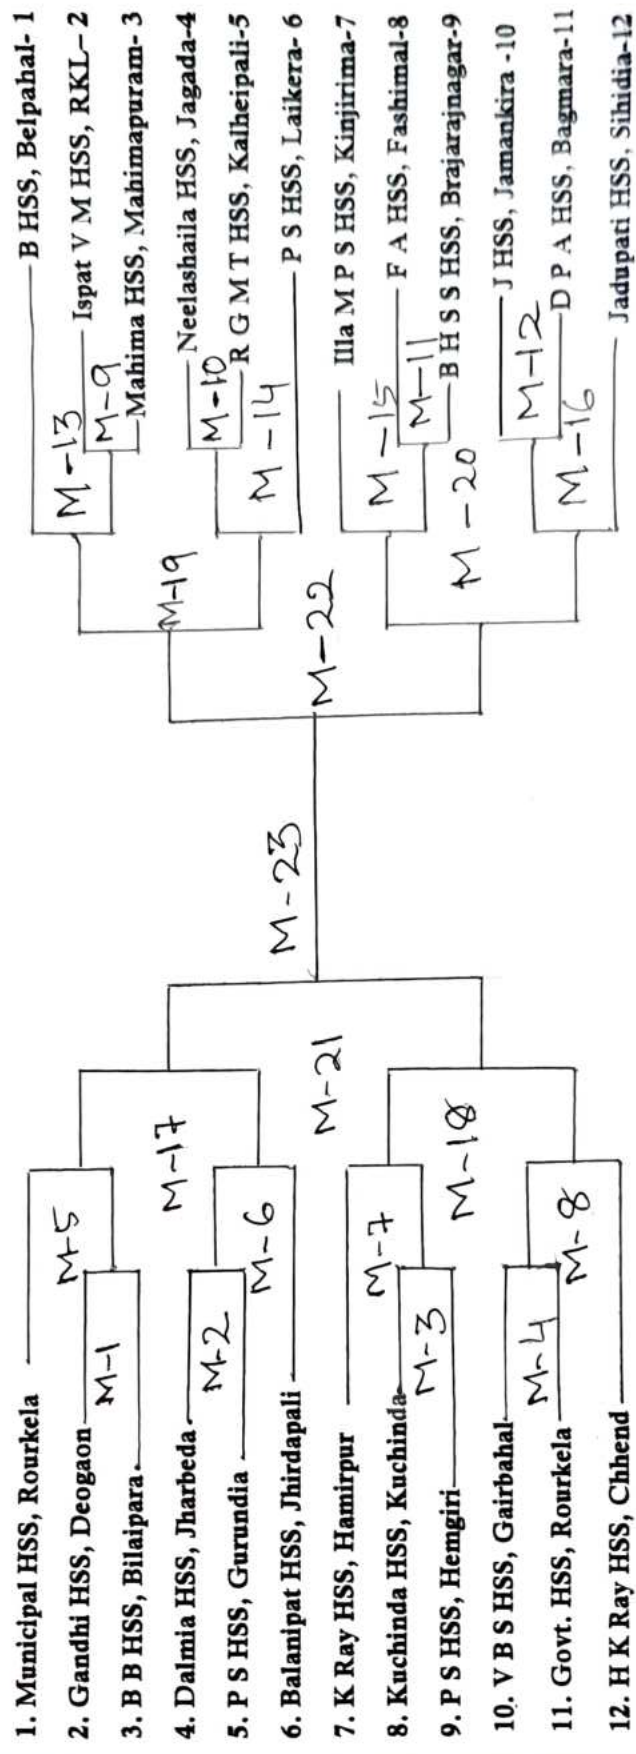 1. Municipal HSS, Rourkela
2. Gandhi HSS, Deogaon
3. B B HSS, Bilaipara
4. Dalmia HSS, Jharbeda
5. P S HSS, Gurundia
6. Balanipat HSS, Jhirdapali
7. K Ray HSS, Hamirpur
8. Kuchinda HSS, Kuchinda
9. P S HSS, Hemgiri
10. V B S HSS, Gairbahal
11. Govt. HSS, Rourkela
12. H K Ray HSS, Chhend
M-1
M-2
M-3
M-4
M-5
M-6
M-7
M-8
M-17
M-18
M-21
M-23
M-22
M-19
M-20
M-13
M-14
M-15
M-16
M-9
M-10
M-11
M-12
B HSS, Belpahal- 1
Ispat V M HSS, RKL- 2
Mahima HSS, Mahimapuram- 3
Neelashaila HSS, Jagada-4
R G M T HSS, Kalheipali-5
P S HSS, Laikera- 6
Illa M P S HSS, Kinjirima-7
F A HSS, Fashimal-8
B H S S HSS, Brajarajnagar-9
J HSS, Jamankira -10
D P A HSS, Bagmara-11
Jadupati HSS, Sihidia-12